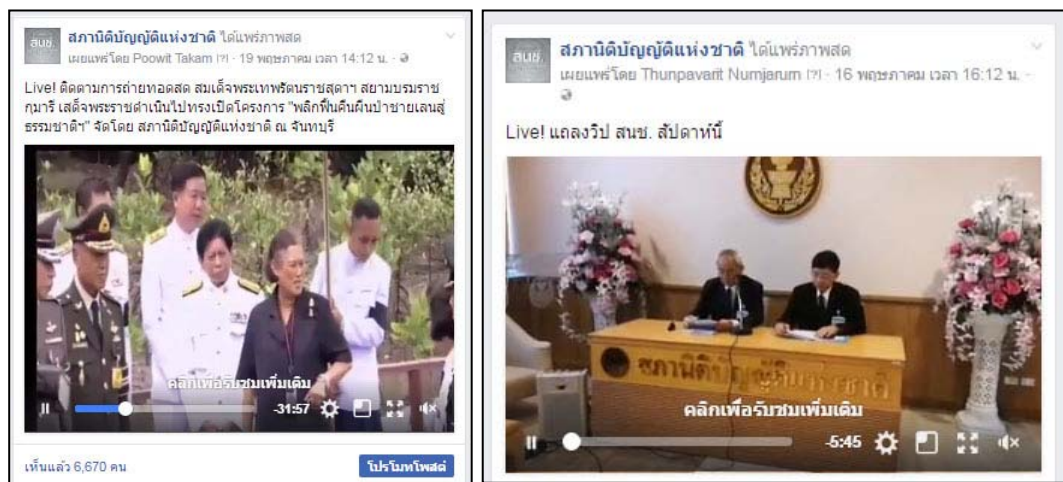 สนช.
สภานิติบัญญัติแห่งชาติ ได้แพร่ภาพสด
เผยแพร่โดย Poowit Takam [?] · 19 พฤษภาคม เวลา 14:12 น. ·
Live! ติดตามการถ่ายทอดสด สมเด็จพระเทพรัตนราชสุดาฯ สยามบรมราช
กุมารี เสด็จพระราชดำเนินไปทรงเปิดโครงการ "พลิกฟื้นคืนผืนป่าชายเลนสู่
ธรรมชาติฯ" จัดโดย สภานิติบัญญัติแห่งชาติ ณ จันทบุรี
คลิกเพื่อรับชมเพิ่มเติม
-31:57
เห็นแล้ว 6,670 คน
โปรโมทโพสต์
สนช.
สภานิติบัญญัติแห่งชาติ ได้แพร่ภาพสด
เผยแพร่โดย Thunpavarit Numjarum [?] · 16 พฤษภาคม เวลา 16:12 น. ·
Live! แถลงวิป สนช. สัปดาห์นี้
สภานิติบัญญัติแห่งชาติ
คลิกเพื่อรับชมเพิ่มเติม
-5:45